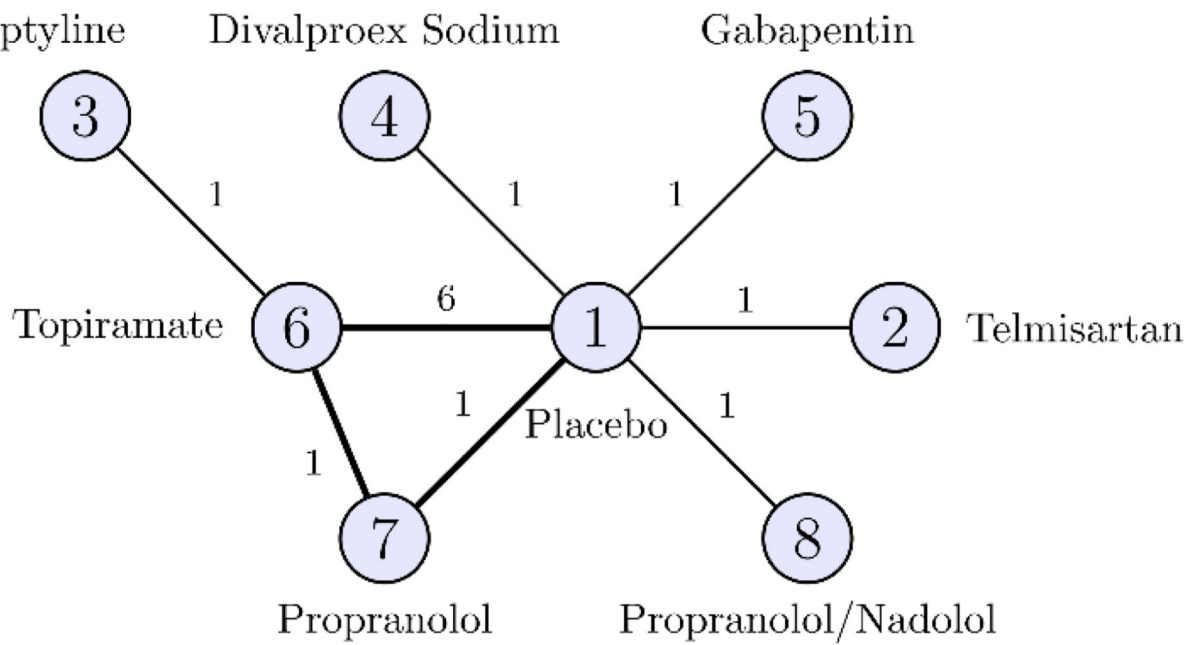 ptyline Divalproex Sodium Gabapentin
3 4 5
1 1 1
6 1
Topiramate 6 1 2 Telmisartan
1 1
Placebo
1
7 8
Propranolol Propranolol/Nadolol